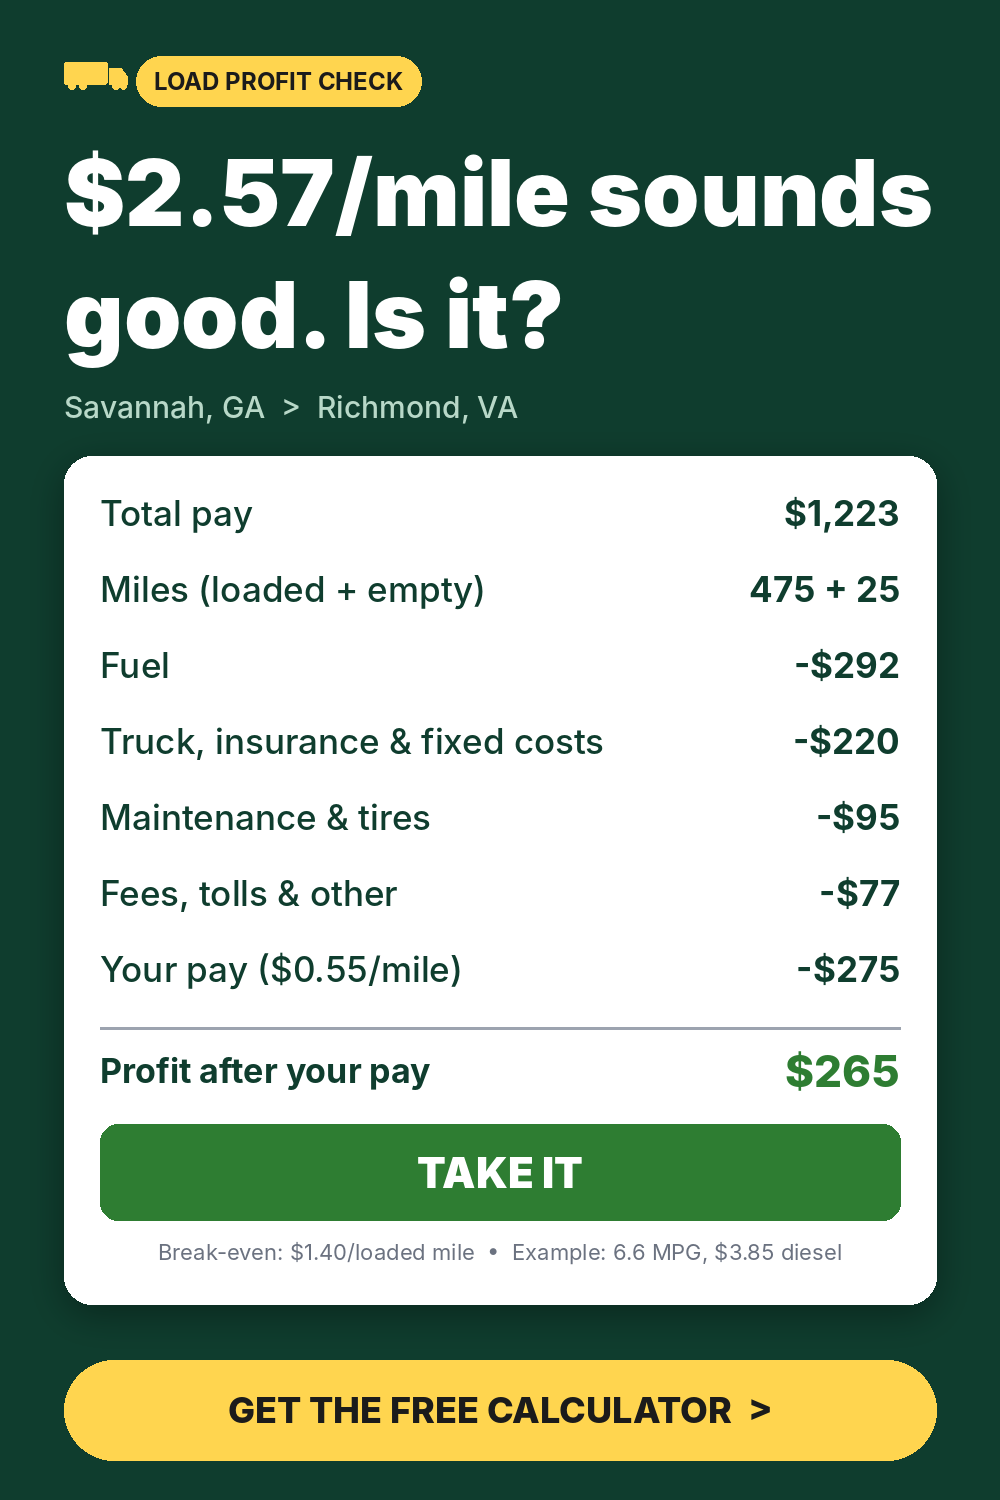 LOAD PROFIT CHECK
$2.57/mile sounds
good. Is it?
Savannah, GA > Richmond, VA
Total pay $1,223
Miles (loaded + empty) 475 + 25
Fuel -$292
Truck, insurance & fixed costs -$220
Maintenance & tires -$95
Fees, tolls & other -$77
Your pay ($0.55/mile) -$275
Profit after your pay $265
TAKE IT
Break-even: $1.40/loaded mile • Example: 6.6 MPG, $3.85 diesel
GET THE FREE CALCULATOR >